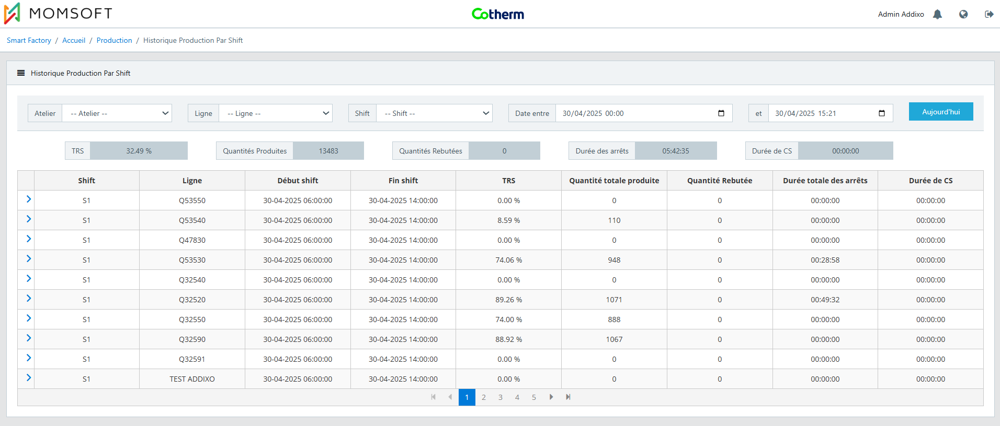 MOMSOFT
Cotherm
Admin Addixo
Smart Factory / Accueil / Production / Historique Production Par Shift
Historique Production Par Shift
Atelier -- Atelier -- Ligne -- Ligne -- Shift -- Shift -- Date entre 30/04/2025 00:00 et 30/04/2025 15:21 Aujourd'hui
TRS 32.49 % Quantités Produites 13483 Quantités Rebutées 0 Durée des arrêts 05:42:35 Durée de CS 00:00:00
Shift Ligne Début shift Fin shift TRS Quantité totale produite Quantité Rebutée Durée totale des arrêts Durée de CS
S1 Q53550 30-04-2025 06:00:00 30-04-2025 14:00:00 0.00 % 0 0 00:00:00 00:00:00
S1 Q53540 30-04-2025 06:00:00 30-04-2025 14:00:00 8.59 % 110 0 00:00:00 00:00:00
S1 Q47830 30-04-2025 06:00:00 30-04-2025 14:00:00 0.00 % 0 0 00:00:00 00:00:00
S1 Q53530 30-04-2025 06:00:00 30-04-2025 14:00:00 74.06 % 948 0 00:28:58 00:00:00
S1 Q32540 30-04-2025 06:00:00 30-04-2025 14:00:00 0.00 % 0 0 00:00:00 00:00:00
S1 Q32520 30-04-2025 06:00:00 30-04-2025 14:00:00 89.26 % 1071 0 00:49:32 00:00:00
S1 Q32550 30-04-2025 06:00:00 30-04-2025 14:00:00 74.00 % 888 0 00:00:00 00:00:00
S1 Q32590 30-04-2025 06:00:00 30-04-2025 14:00:00 88.92 % 1067 0 00:00:00 00:00:00
S1 Q32591 30-04-2025 06:00:00 30-04-2025 14:00:00 0.00 % 0 0 00:00:00 00:00:00
S1 TEST ADDIXO 30-04-2025 06:00:00 30-04-2025 14:00:00 0.00 % 0 0 00:00:00 00:00:00
1 2 3 4 5